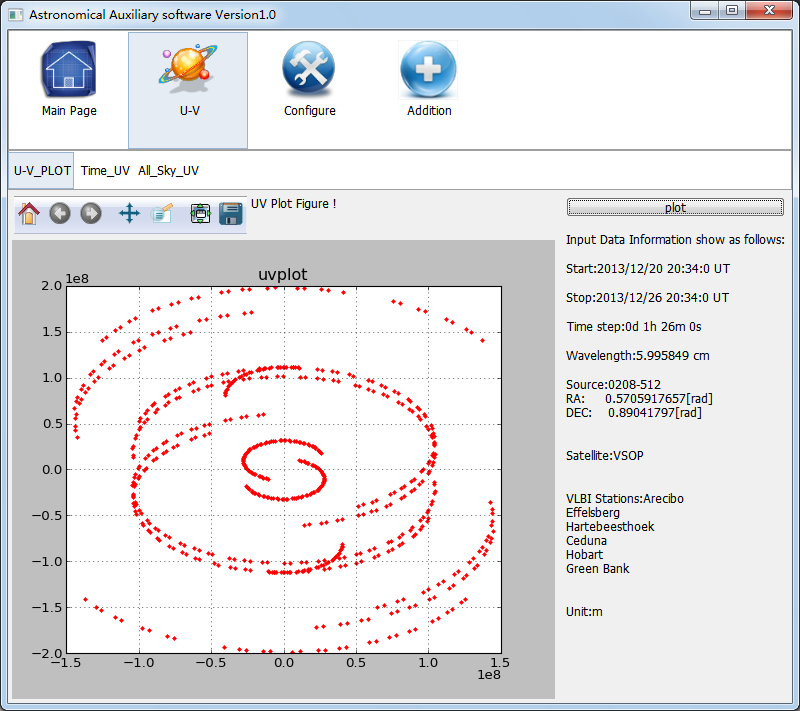 Astronomical Auxiliary software Version1.0
Main Page
U-V
Configure
Addition
U-V_PLOT Time_UV All_Sky_UV
UV Plot Figure !
plot
Input Data Information show as follows:
Start:2013/12/20 20:34:0 UT
Stop:2013/12/26 20:34:0 UT
Time step:0d 1h 26m 0s
Wavelength:5.995849 cm
Source:0208-512
RA: 0.5705917657[rad]
DEC: 0.89041797[rad]
Satellite:VSOP
VLBI Stations:Arecibo
Effelsberg
Hartebeesthoek
Ceduna
Hobart
Green Bank
Unit:m
uvplot
1e8
2.0
1.5
1.0
0.5
0.0
−0.5
−1.0
−1.5
−2.0
−1.5 −1.0 −0.5 0.0 0.5 1.0 1.5
1e8